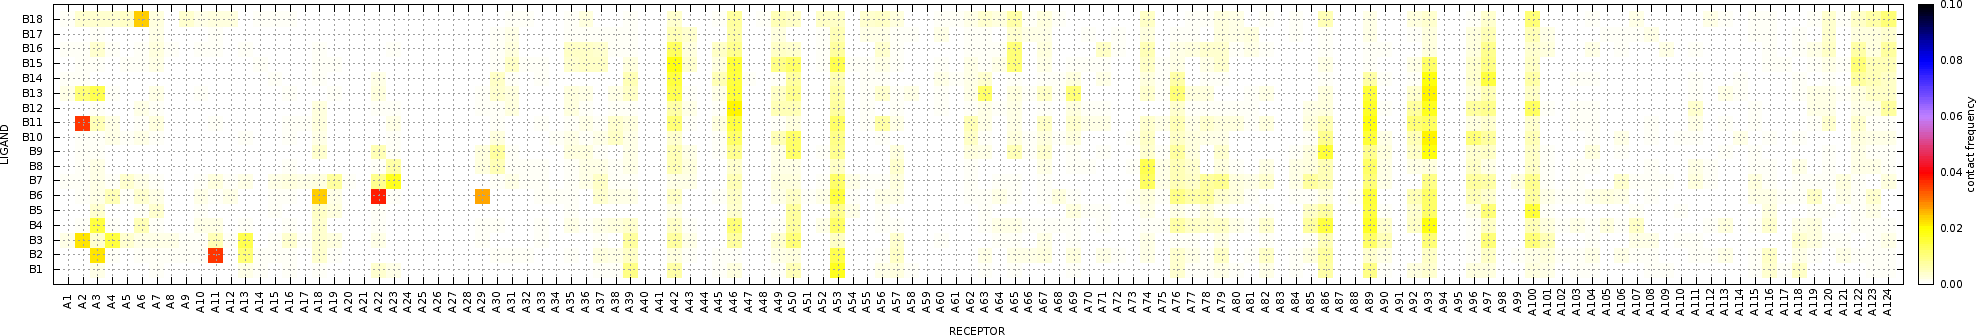 B18
B17
B16
B15
B14
B13
B12
B11
B10
B9
B8
B7
B6
B5
B4
B3
B2
B1
LIGAND
A1 A2 A3 A4 A5 A6 A7 A8 A9 A10 A11 A12 A13 A14 A15 A16 A17 A18 A19 A20 A21 A22 A23 A24 A25 A26 A27 A28 A29 A30 A31 A32 A33 A34 A35 A36 A37 A38 A39 A40 A41 A42 A43 A44 A45 A46 A47 A48 A49 A50 A51 A52 A53 A54 A55 A56 A57 A58 A59 A60 A61 A62 A63 A64 A65 A66 A67 A68 A69 A70 A71 A72 A73 A74 A75 A76 A77 A78 A79 A80 A81 A82 A83 A84 A85 A86 A87 A88 A89 A90 A91 A92 A93 A94 A95 A96 A97 A98 A99 A100 A101 A102 A103 A104 A105 A106 A107 A108 A109 A110 A111 A112 A113 A114 A115 A116 A117 A118 A119 A120 A121 A122 A123 A124
RECEPTOR
0.10
0.08
0.06
0.04
0.02
0.00
contact frequency